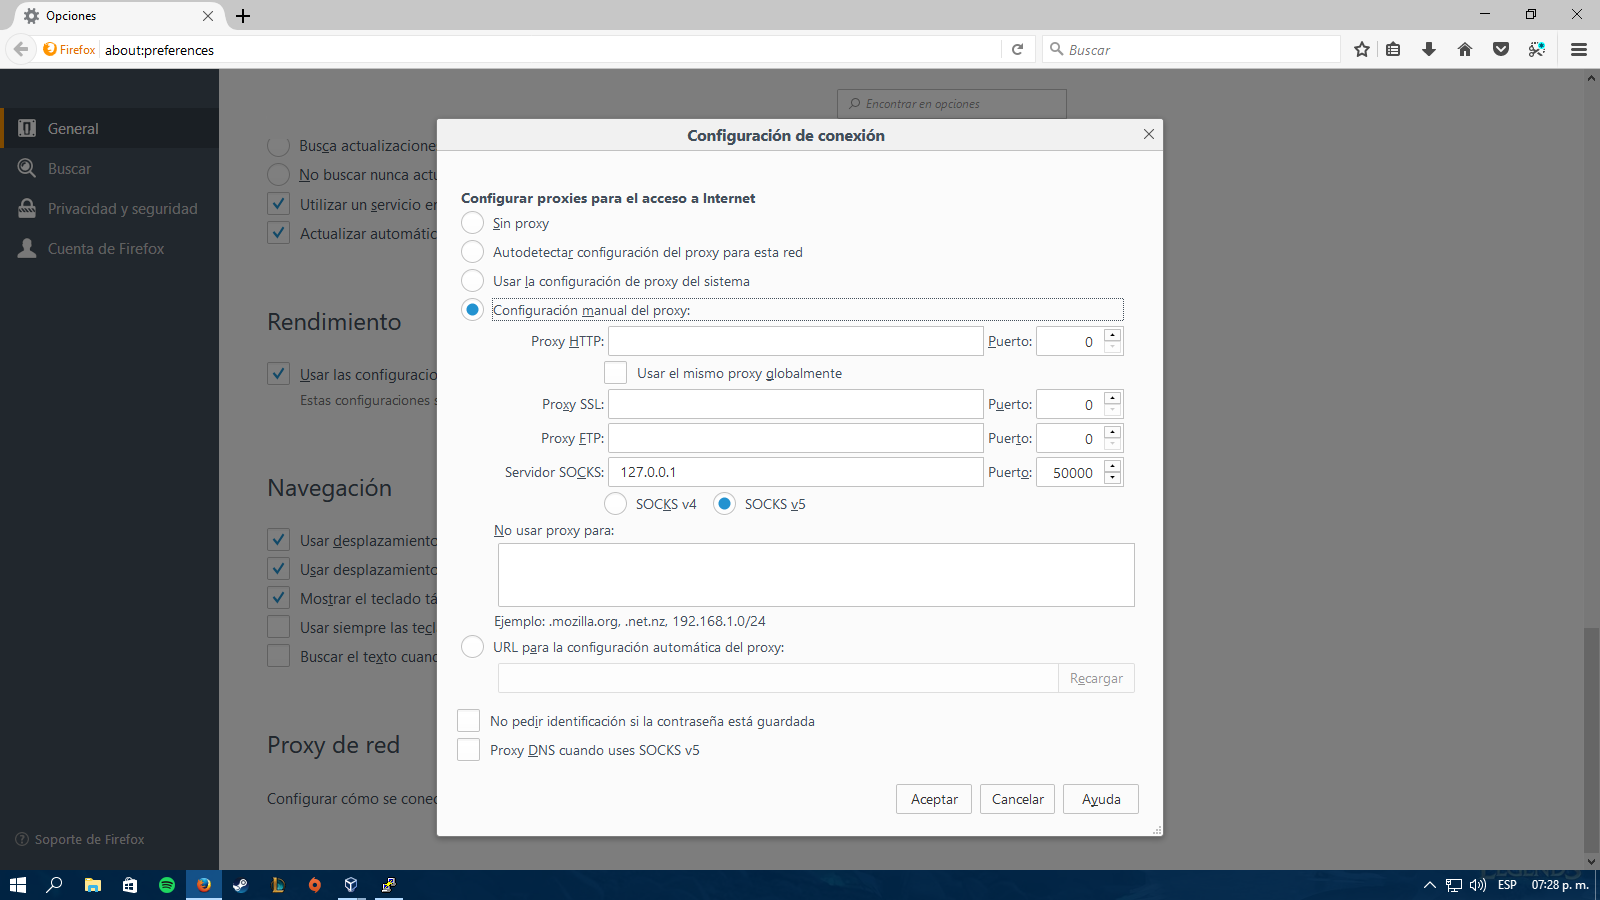 Opciones
Firefox
about:preferences
Buscar
Encontrar en opciones
General
Buscar
Privacidad y seguridad
Cuenta de Firefox
Soporte de Firefox
Busca actualizacione
No buscar nunca actu
Utilizar un servicio en
Actualizar automátic
Rendimiento
Usar las configuracio
Estas configuraciones s
Navegación
Usar desplazamiento
Usar desplazamiento
Mostrar el teclado tá
Usar siempre las tecl
Buscar el texto cuand
Proxy de red
Configurar cómo se conec
Configuración de conexión
Configurar proxies para el acceso a Internet
Sin proxy
Autodetectar configuración del proxy para esta red
Usar la configuración de proxy del sistema
Configuración manual del proxy:
Proxy HTTP: Puerto: 0
Usar el mismo proxy globalmente
Proxy SSL: Puerto: 0
Proxy FTP: Puerto: 0
Servidor SOCKS: 127.0.0.1 Puerto: 50000
SOCKS v4 SOCKS v5
No usar proxy para:
Ejemplo: .mozilla.org, .net.nz, 192.168.1.0/24
URL para la configuración automática del proxy:
Recargar
No pedir identificación si la contraseña está guardada
Proxy DNS cuando uses SOCKS v5
Aceptar Cancelar Ayuda
ESP 07:28 p. m.